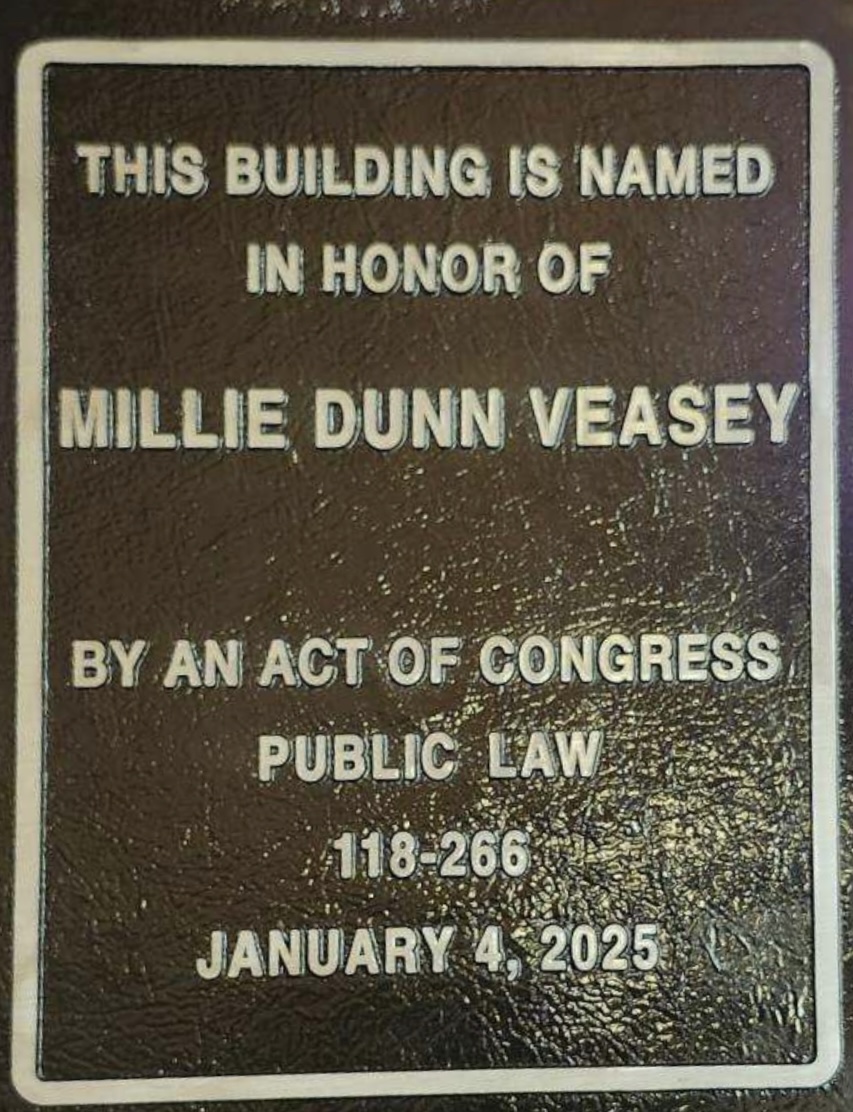 THIS BUILDING IS NAMED
IN HONOR OF
MILLIE DUNN VEASEY
BY AN ACT OF CONGRESS
PUBLIC LAW
118-266
JANUARY 4, 2025